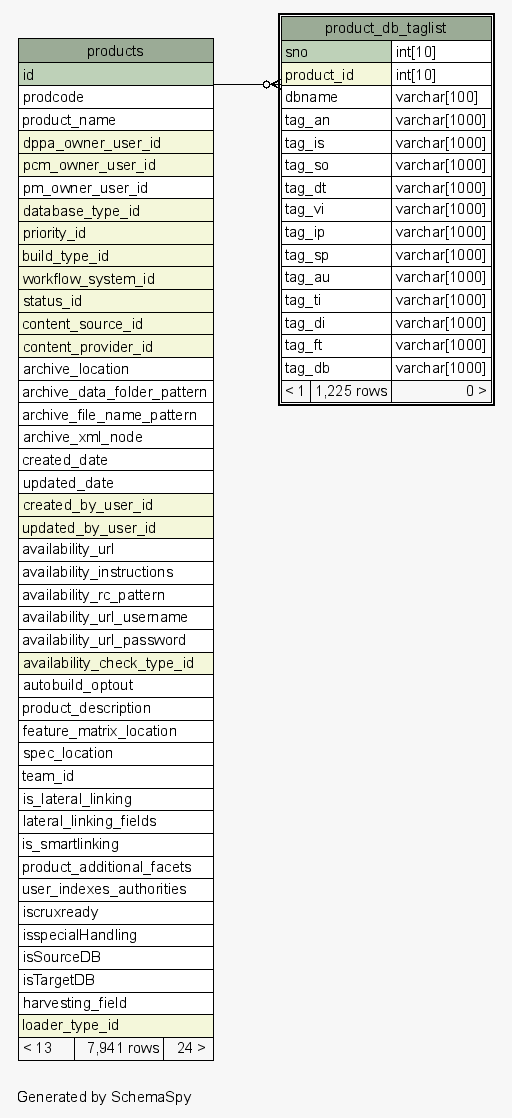 products
id
prodcode
product_name
dppa_owner_user_id
pcm_owner_user_id
pm_owner_user_id
database_type_id
priority_id
build_type_id
workflow_system_id
status_id
content_source_id
content_provider_id
archive_location
archive_data_folder_pattern
archive_file_name_pattern
archive_xml_node
created_date
updated_date
created_by_user_id
updated_by_user_id
availability_url
availability_instructions
availability_rc_pattern
availability_url_username
availability_url_password
availability_check_type_id
autobuild_optout
product_description
feature_matrix_location
spec_location
team_id
is_lateral_linking
lateral_linking_fields
is_smartlinking
product_additional_facets
user_indexes_authorities
iscruxready
isspecialHandling
isSourceDB
isTargetDB
harvesting_field
loader_type_id
< 13 7,941 rows 24 >
product_db_taglist
sno int[10]
product_id int[10]
dbname varchar[100]
tag_an varchar[1000]
tag_is varchar[1000]
tag_so varchar[1000]
tag_dt varchar[1000]
tag_vi varchar[1000]
tag_ip varchar[1000]
tag_sp varchar[1000]
tag_au varchar[1000]
tag_ti varchar[1000]
tag_di varchar[1000]
tag_ft varchar[1000]
tag_db varchar[1000]
< 1 1,225 rows 0 >
Generated by SchemaSpy